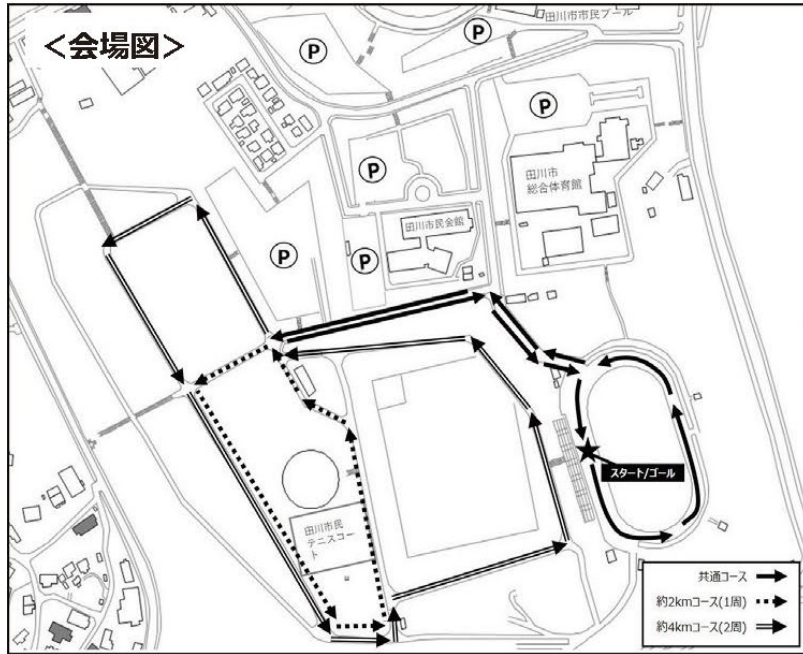 <会場図>
田川市市民プール
P
P
P
P
P
P
田川市
総合体育館
田川市民会館
スタート/ゴール
田川市民
テニスコー
ト
共通コース
約2kmコース(1周)
約4kmコース(2周)